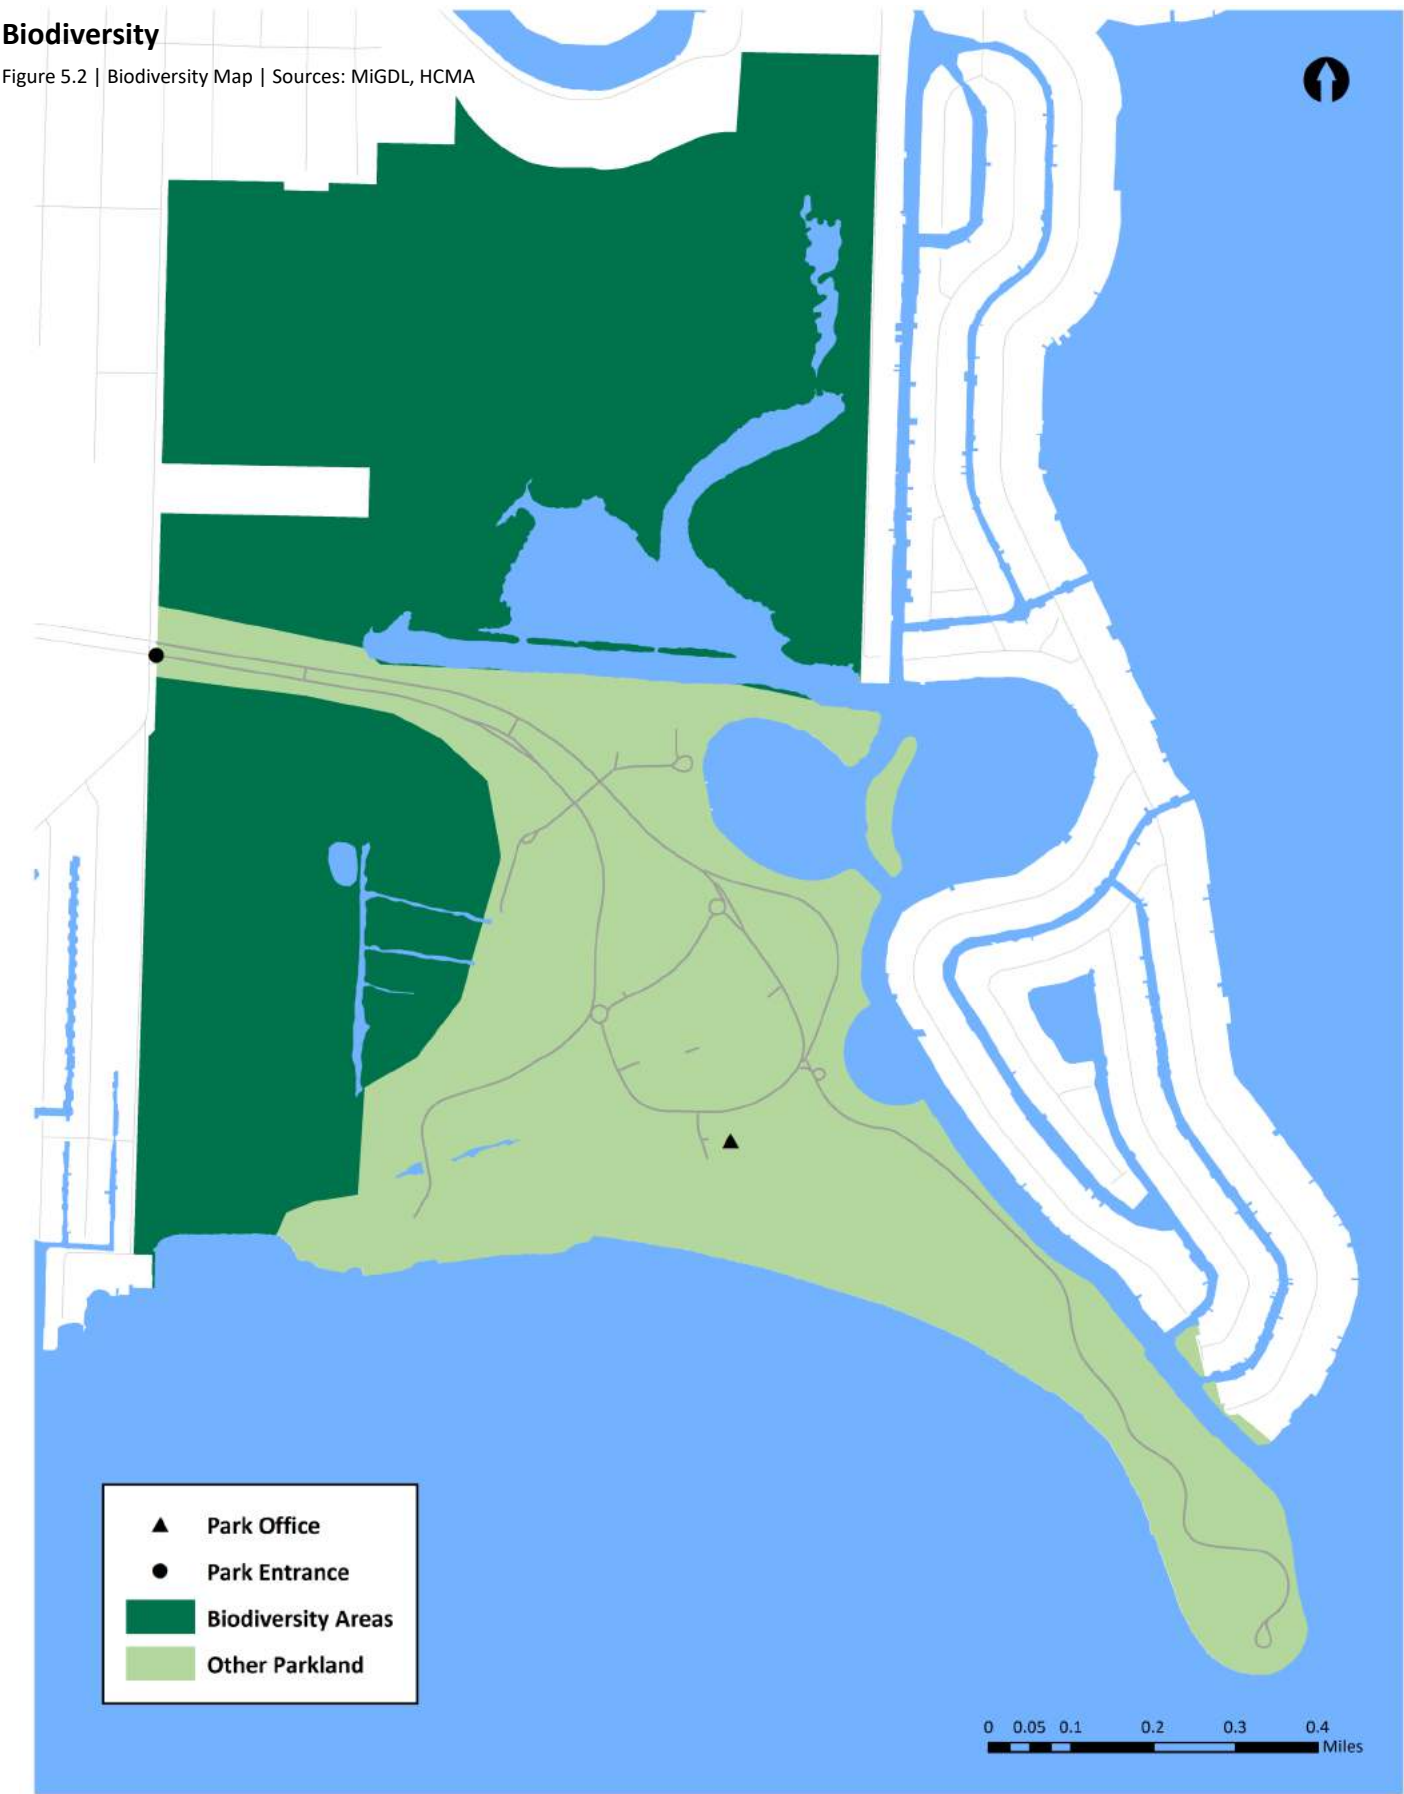 Biodiversity
Figure 5.2 | Biodiversity Map | Sources: MiGDL, HCMA
Park Office
Park Entrance
Biodiversity Areas
Other Parkland
0 0.05 0.1 0.2 0.3 0.4
Miles